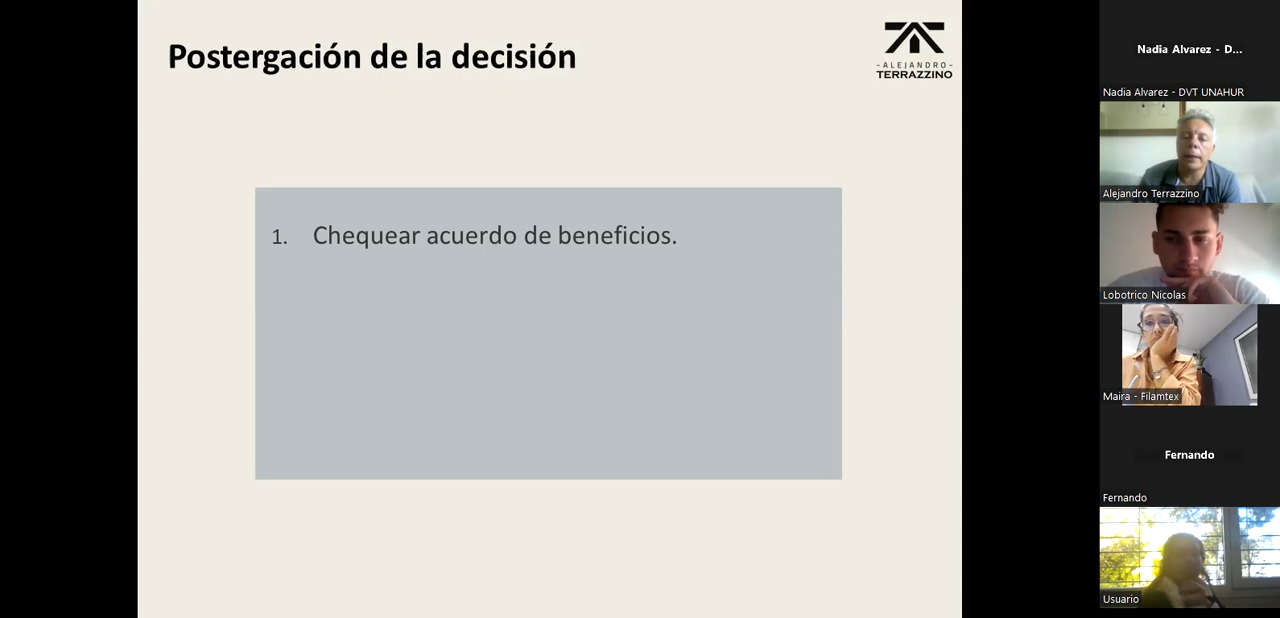 Postergación de la decisión
-ALEJANDRO-
TERRAZZINO
1. Chequear acuerdo de beneficios.
Nadia Alvarez - D...
Nadia Alvarez - DVT UNAHUR
Alejandro Terrazzino
Lobotrico Nicolas
Maira - Filamtex
Fernando
Fernando
Usuario